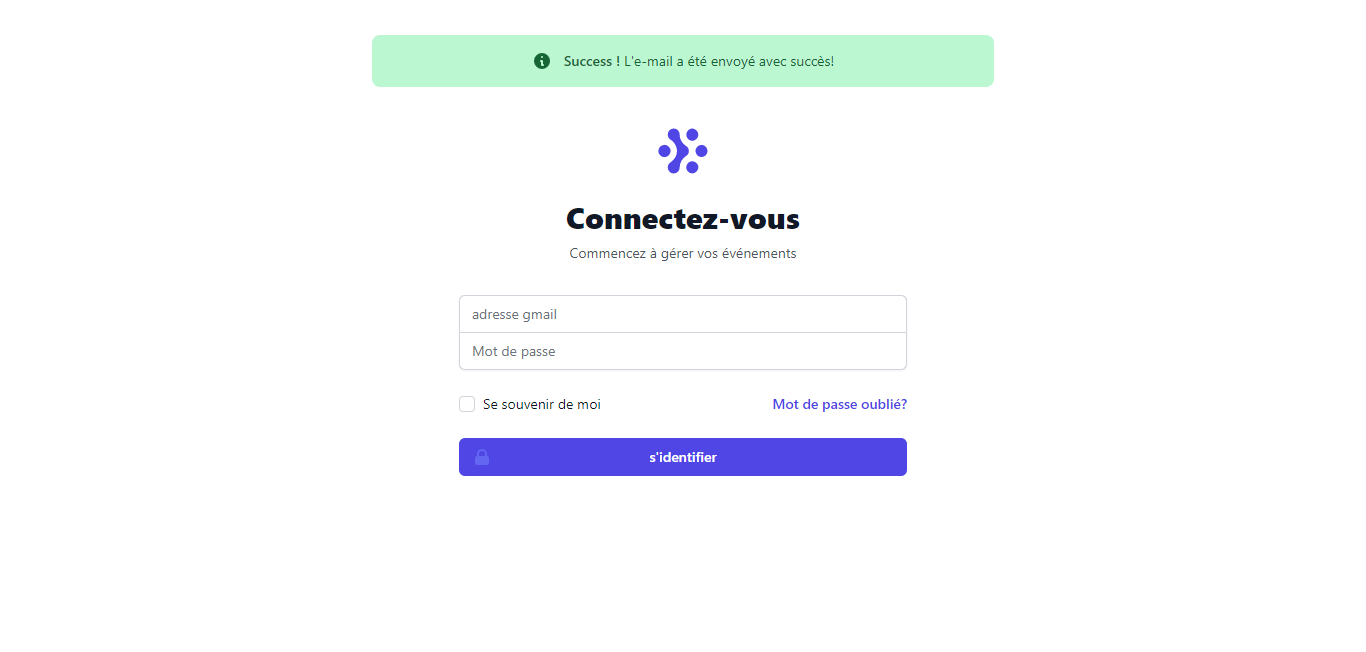 Success ! L'e-mail a été envoyé avec succès!
Connectez-vous
Commencez à gérer vos événements
adresse gmail
Mot de passe
Se souvenir de moi
Mot de passe oublié?
s'identifier